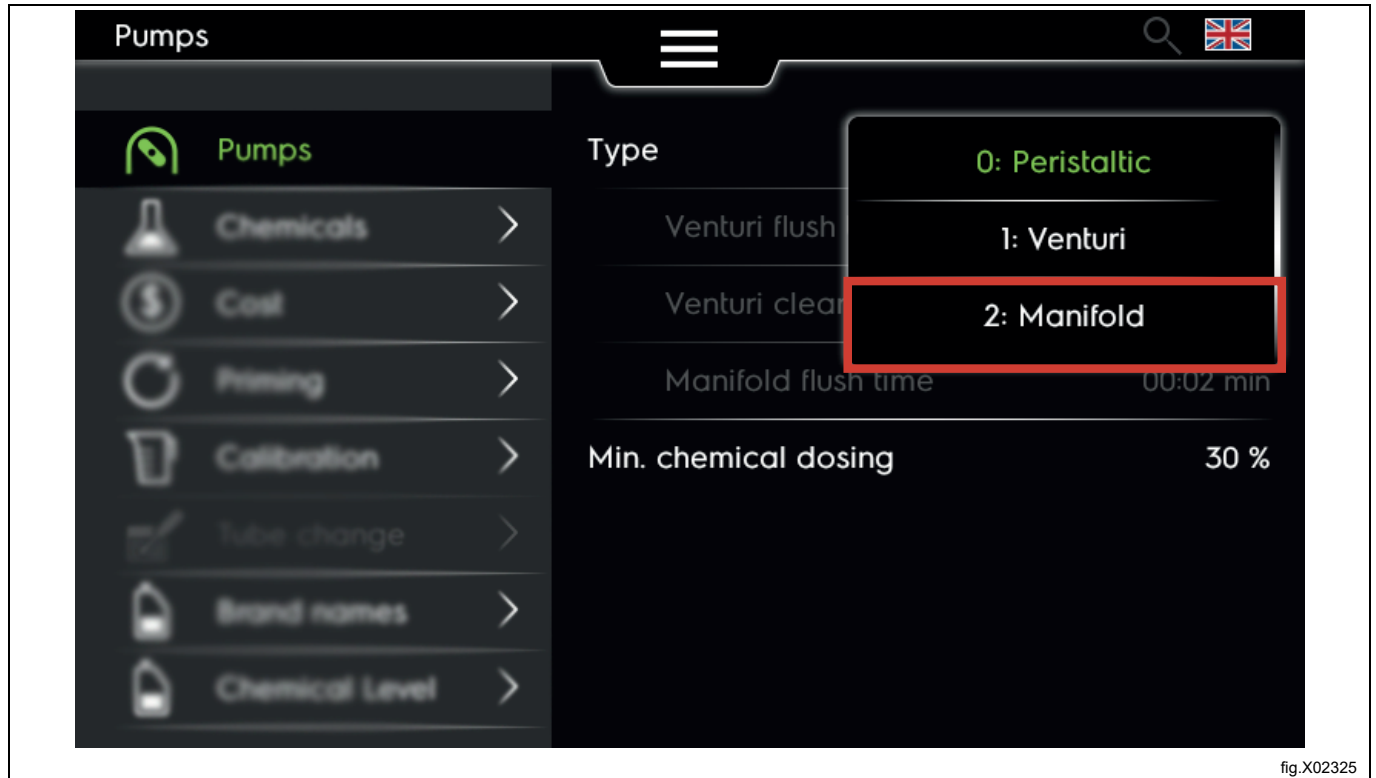 Pumps
Pumps
Chemicals
Cost
Priming
Calibration
Tube change
Brand names
Chemical Level
Type
Venturi flush
Venturi clean
Manifold flush time 00:02 min
Min. chemical dosing 30 %
0: Peristaltic
1: Venturi
2: Manifold
fig.X02325